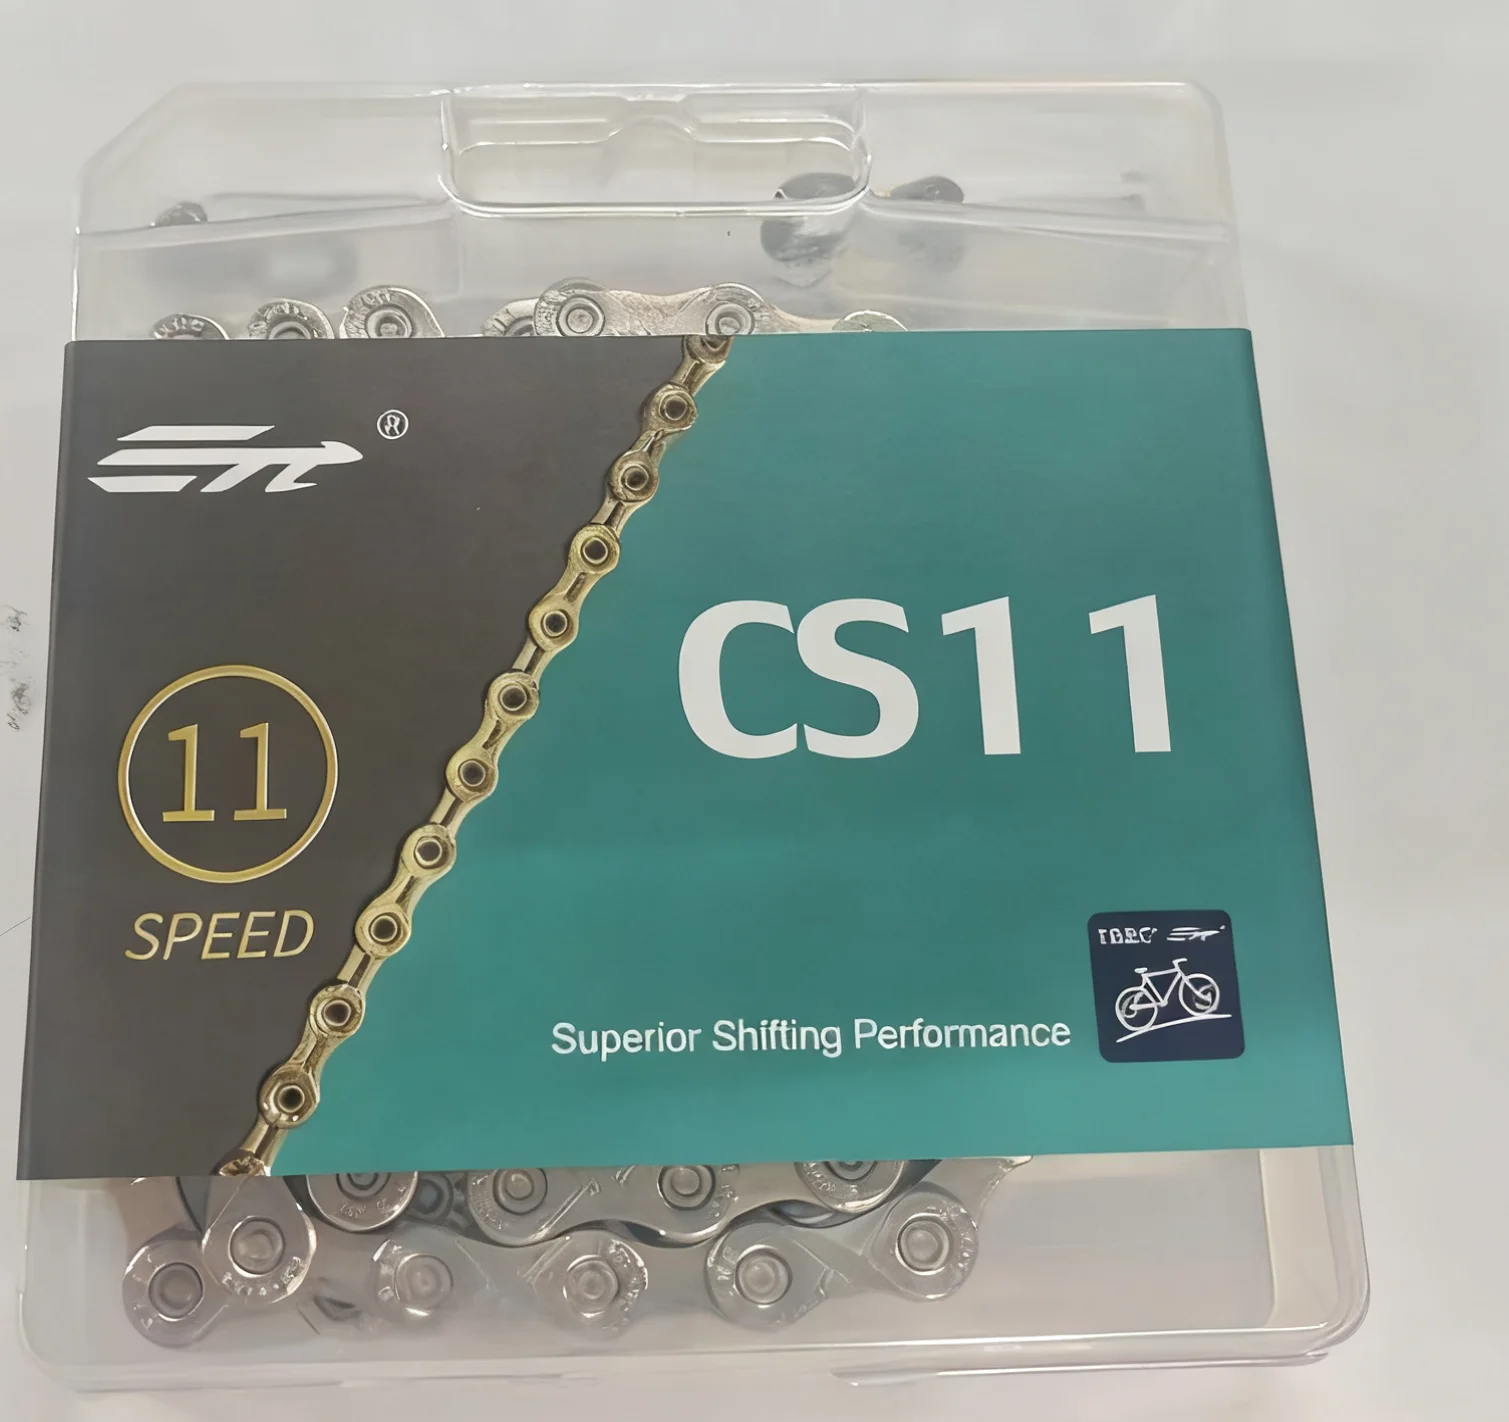 ®
11
SPEED
CS11
Superior Shifting Performance